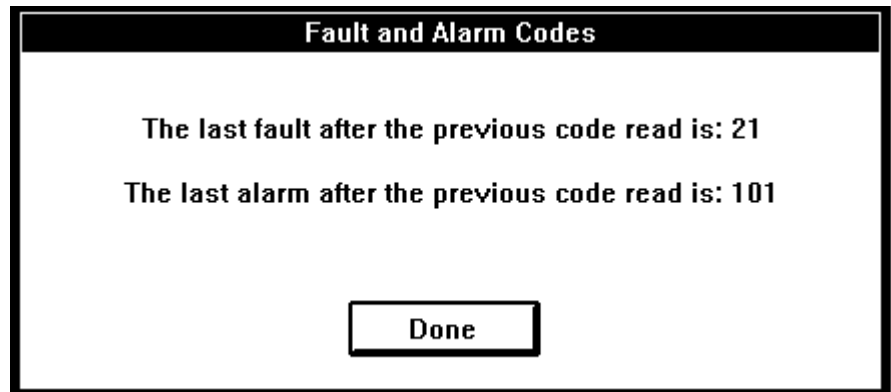 Fault and Alarm Codes
The last fault after the previous code read is: 21
The last alarm after the previous code read is: 101
Done